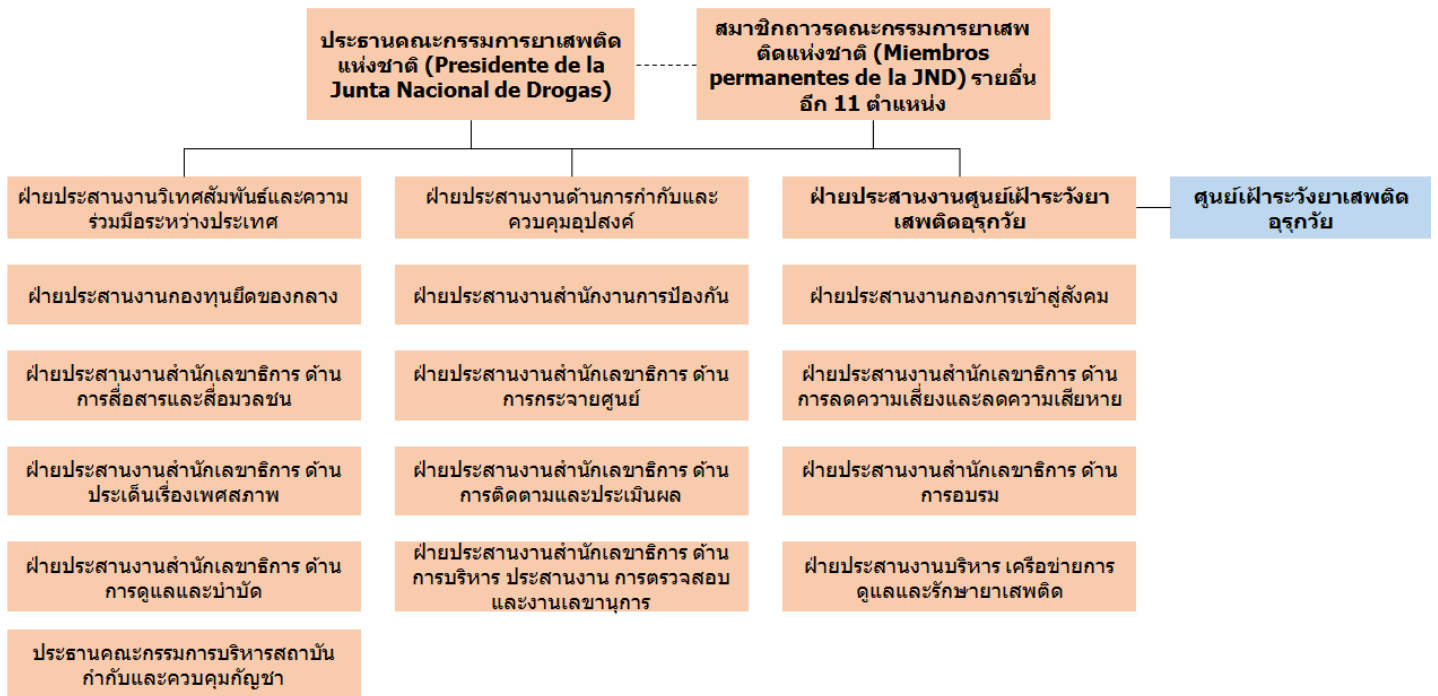 ประธานคณะกรรมการยาเสพติด
แห่งชาติ (Presidente de la
Junta Nacional de Drogas)
สมาชิกถาวรคณะกรรมการยาเสพ
ติดแห่งชาติ (Miembros
permanentes de la JND) รายอื่น
อีก 11 ตำแหน่ง
ฝ่ายประสานงานวิเทศสัมพันธ์และความ
ร่วมมือระหว่างประเทศ
ฝ่ายประสานงานด้านการกำกับและ
ควบคุมอุปสงค์
ฝ่ายประสานงานศูนย์เฝ้าระวังยา
เสพติดอุรุกวัย
ศูนย์เฝ้าระวังยาเสพติด
อุรุกวัย
ฝ่ายประสานงานกองทุนยึดของกลาง
ฝ่ายประสานงานสำนักงานการป้องกัน
ฝ่ายประสานงานกองการเข้าสู่สังคม
ฝ่ายประสานงานสำนักเลขาธิการ ด้าน
การสื่อสารและสื่อมวลชน
ฝ่ายประสานงานสำนักเลขาธิการ ด้าน
การกระจายศูนย์
ฝ่ายประสานงานสำนักเลขาธิการ ด้าน
การลดความเสี่ยงและลดความเสียหาย
ฝ่ายประสานงานสำนักเลขาธิการ ด้าน
ประเด็นเรื่องเพศสภาพ
ฝ่ายประสานงานสำนักเลขาธิการ ด้าน
การติดตามและประเมินผล
ฝ่ายประสานงานสำนักเลขาธิการ ด้าน
การอบรม
ฝ่ายประสานงานสำนักเลขาธิการ ด้าน
การดูแลและบำบัด
ฝ่ายประสานงานสำนักเลขาธิการ ด้าน
การบริหาร ประสานงาน การตรวจสอบ
และงานเลขานุการ
ฝ่ายประสานงานบริหาร เครือข่ายการ
ดูแลและรักษายาเสพติด
ประธานคณะกรรมการบริหารสถาบัน
กำกับและควบคุมกัญชา